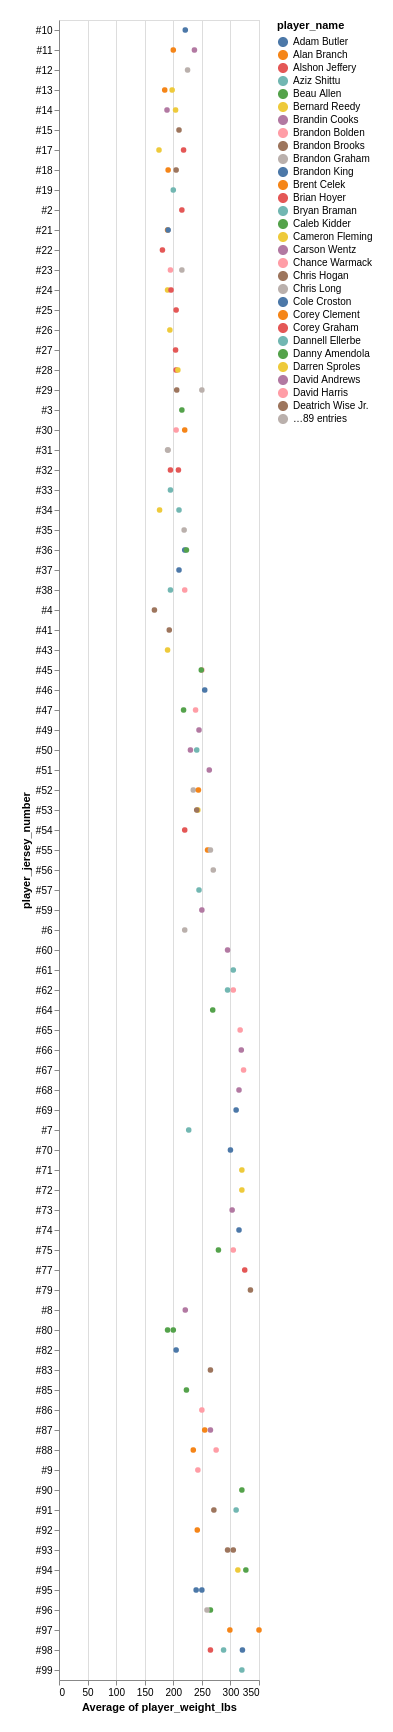 player_name
Adam Butler
Alan Branch
Alshon Jeffery
Aziz Shittu
Beau Allen
Bernard Reedy
Brandin Cooks
Brandon Bolden
Brandon Brooks
Brandon Graham
Brandon King
Brent Celek
Brian Hoyer
Bryan Braman
Caleb Kidder
Cameron Fleming
Carson Wentz
Chance Warmack
Chris Hogan
Chris Long
Cole Croston
Corey Clement
Corey Graham
Dannell Ellerbe
Danny Amendola
Darren Sproles
David Andrews
David Harris
Deatrich Wise Jr.
…89 entries
player_jersey_number
#10
#11
#12
#13
#14
#15
#17
#18
#19
#2
#21
#22
#23
#24
#25
#26
#27
#28
#29
#3
#30
#31
#32
#33
#34
#35
#36
#37
#38
#4
#41
#43
#45
#46
#47
#49
#50
#51
#52
#53
#54
#55
#56
#57
#59
#6
#60
#61
#62
#64
#65
#66
#67
#68
#69
#7
#70
#71
#72
#73
#74
#75
#77
#79
#8
#80
#82
#83
#85
#86
#87
#88
#9
#90
#91
#92
#93
#94
#95
#96
#97
#98
#99
0 50 100 150 200 250 300 350
Average of player_weight_lbs